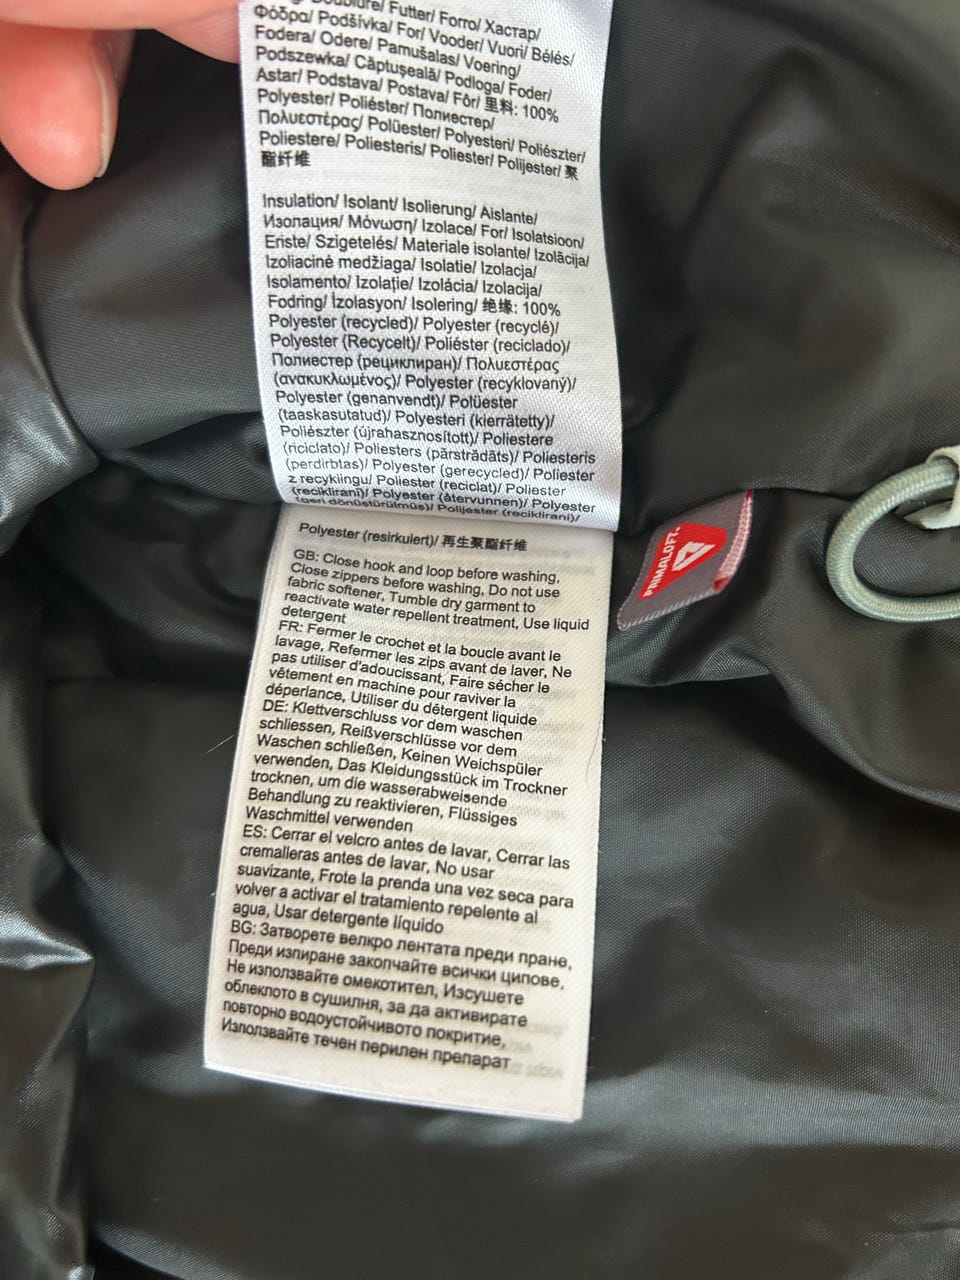 Doublure/ Futter/ Forro/ Хастар/
Φόδρα/ Podšívka/ For/ Vooder/ Vuori/ Bélés/
Fodera/ Odere/ Pamušalas/ Voering/
Podszewka/ Căptușeală/ Podloga/ Foder/
Astar/ Podstava/ Postava/ Fôr/ 里料: 100%
Polyester/ Poliéster/ Полиестер/
Πολυεστέρας/ Polüester/ Polyesteri/ Poliészter/
Poliestere/ Poliesteris/ Poliester/ Polijester/ 聚
酯纤维
Insulation/ Isolant/ Isolierung/ Aislante/
Изолация/ Μόνωση/ Izolace/ For/ Isolatsioon/
Eriste/ Szigetelés/ Materiale isolante/ Izolācija/
Izoliacinė medžiaga/ Isolatie/ Izolacja/
Isolamento/ Izolație/ Izolácia/ Izolacija/
Fodring/ İzolasyon/ Isolering/ 绝缘: 100%
Polyester (recycled)/ Polyester (recyclé)/
Polyester (Recycelt)/ Poliéster (reciclado)/
Полиестер (рециклиран)/ Πολυεστέρας
(ανακυκλωμένος)/ Polyester (recyklovaný)/
Polyester (genanvendt)/ Polüester
(taaskasutatud)/ Polyesteri (kierrätetty)/
Poliészter (újrahasznosított)/ Poliestere
(riciclato)/ Poliesters (pārstrādāts)/ Poliesteris
(perdirbtas)/ Polyester (gerecycled)/ Poliester
z recyklingu/ Poliester (reciclat)/ Poliester
(reciklirani)/ Polyester (återvunnen)/ Polyester
(geri dönüştürülmüş)/ Polijester (reciklirani)/
Polyester (resirkulert)/ 再生聚酯纤维
GB: Close hook and loop before washing,
Close zippers before washing, Do not use
fabric softener, Tumble dry garment to
reactivate water repellent treatment, Use liquid
detergent
FR: Fermer le crochet et la boucle avant le
lavage, Refermer les zips avant de laver, Ne
pas utiliser d'adoucissant, Faire sécher le
vêtement en machine pour raviver la
déperlance, Utiliser du détergent liquide
DE: Klettverschluss vor dem waschen
schliessen, Reißverschlüsse vor dem
Waschen schließen, Keinen Weichspüler
verwenden, Das Kleidungsstück im Trockner
trocknen, um die wasserabweisende
Behandlung zu reaktivieren, Flüssiges
Waschmittel verwenden
ES: Cerrar el velcro antes de lavar, Cerrar las
cremalleras antes de lavar, No usar
suavizante, Frote la prenda una vez seca para
volver a activar el tratamiento repelente al
agua, Usar detergente líquido
BG: Затворете велкро лентата преди пране,
Преди изпиране закопчайте всички ципове,
Не използвайте омекотител, Изсушете
облеклото в сушилня, за да активирате
повторно водоустойчивото покритие,
Използвайте течен перилен препарат
PRIMALOFT